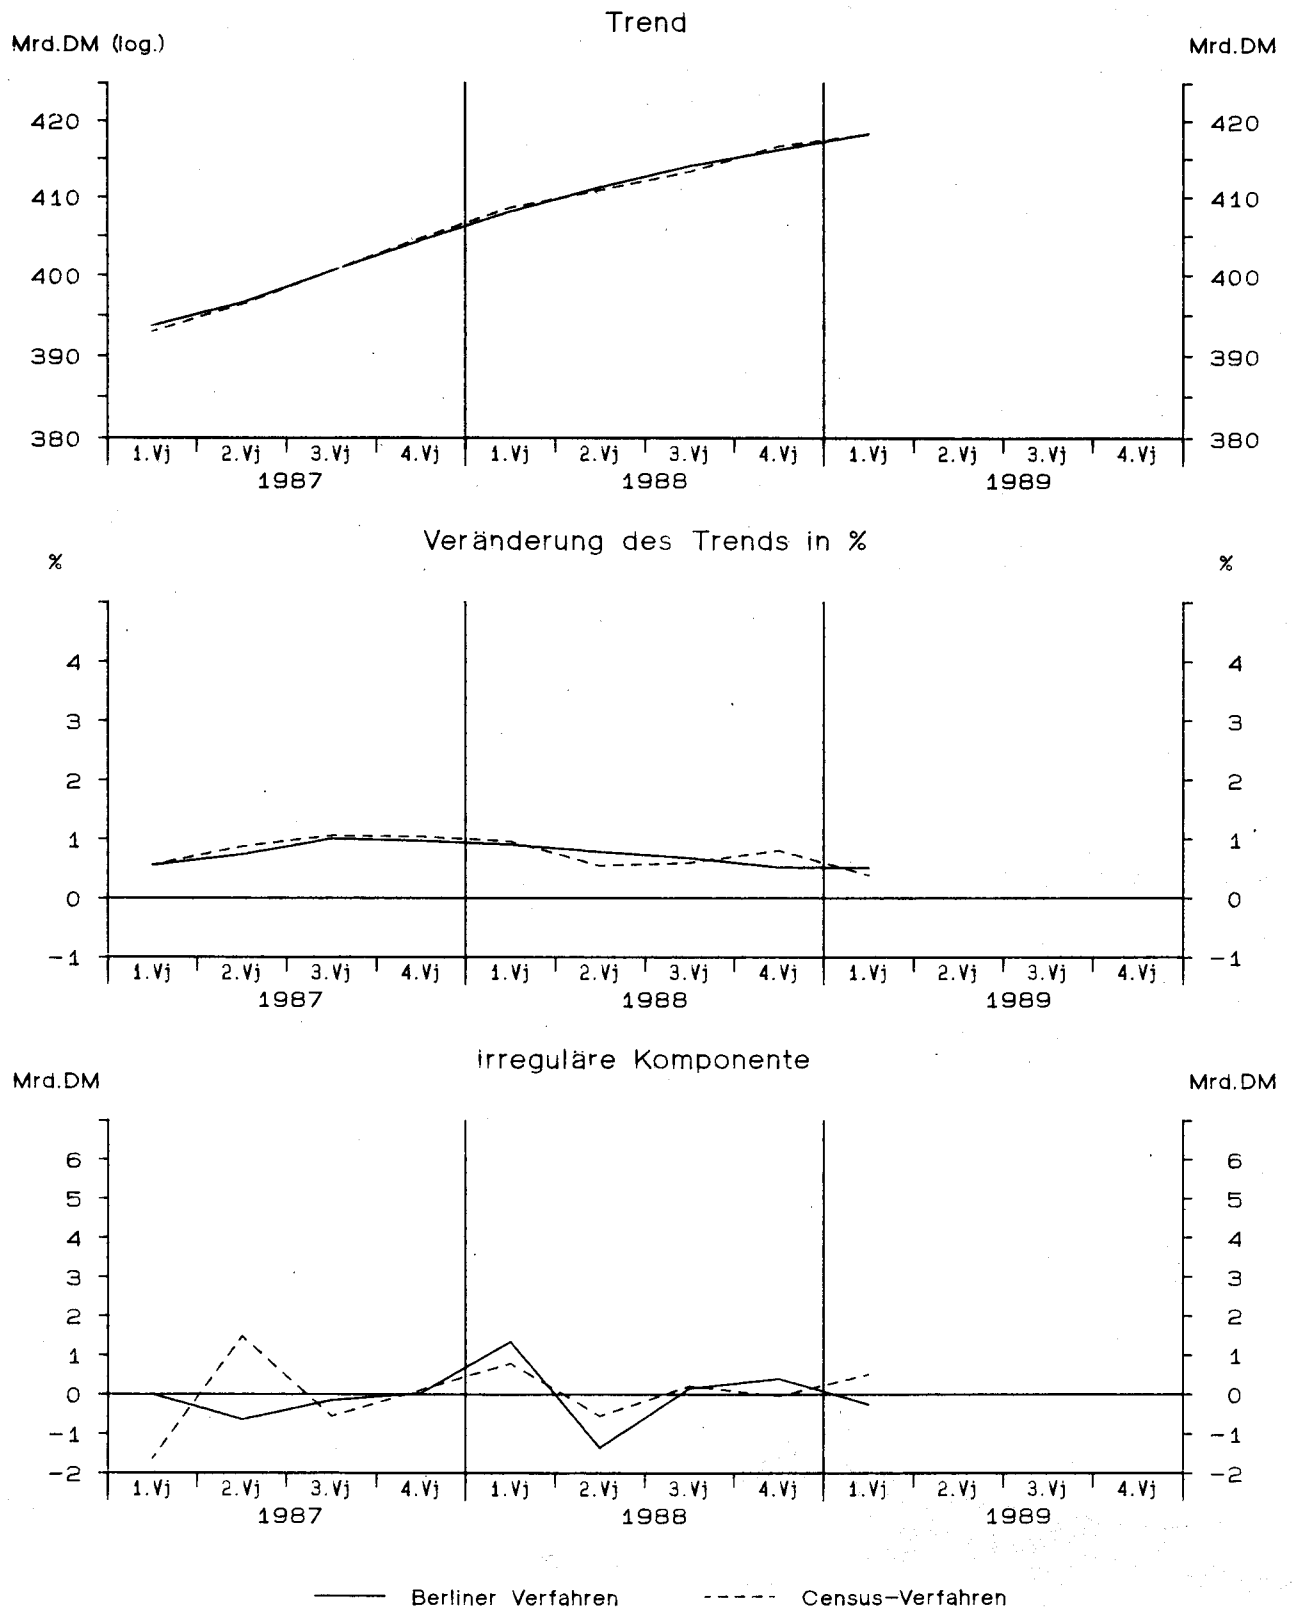 Trend
Mrd.DM (log.) Mrd.DM
420 420
410 410
400 400
390 390
380 380
1.Vj 2.Vj 3.Vj 4.Vj 1.Vj 2.Vj 3.Vj 4.Vj 1.Vj 2.Vj 3.Vj 4.Vj
1987 1988 1989
Veränderung des Trends in %
% %
4 4
3 3
2 2
1 1
0 0
-1 -1
1.Vj 2.Vj 3.Vj 4.Vj 1.Vj 2.Vj 3.Vj 4.Vj 1.Vj 2.Vj 3.Vj 4.Vj
1987 1988 1989
irreguläre Komponente
Mrd.DM Mrd.DM
6 6
5 5
4 4
3 3
2 2
1 1
0 0
-1 -1
-2 -2
1.Vj 2.Vj 3.Vj 4.Vj 1.Vj 2.Vj 3.Vj 4.Vj 1.Vj 2.Vj 3.Vj 4.Vj
1987 1988 1989
Berliner Verfahren Census-Verfahren